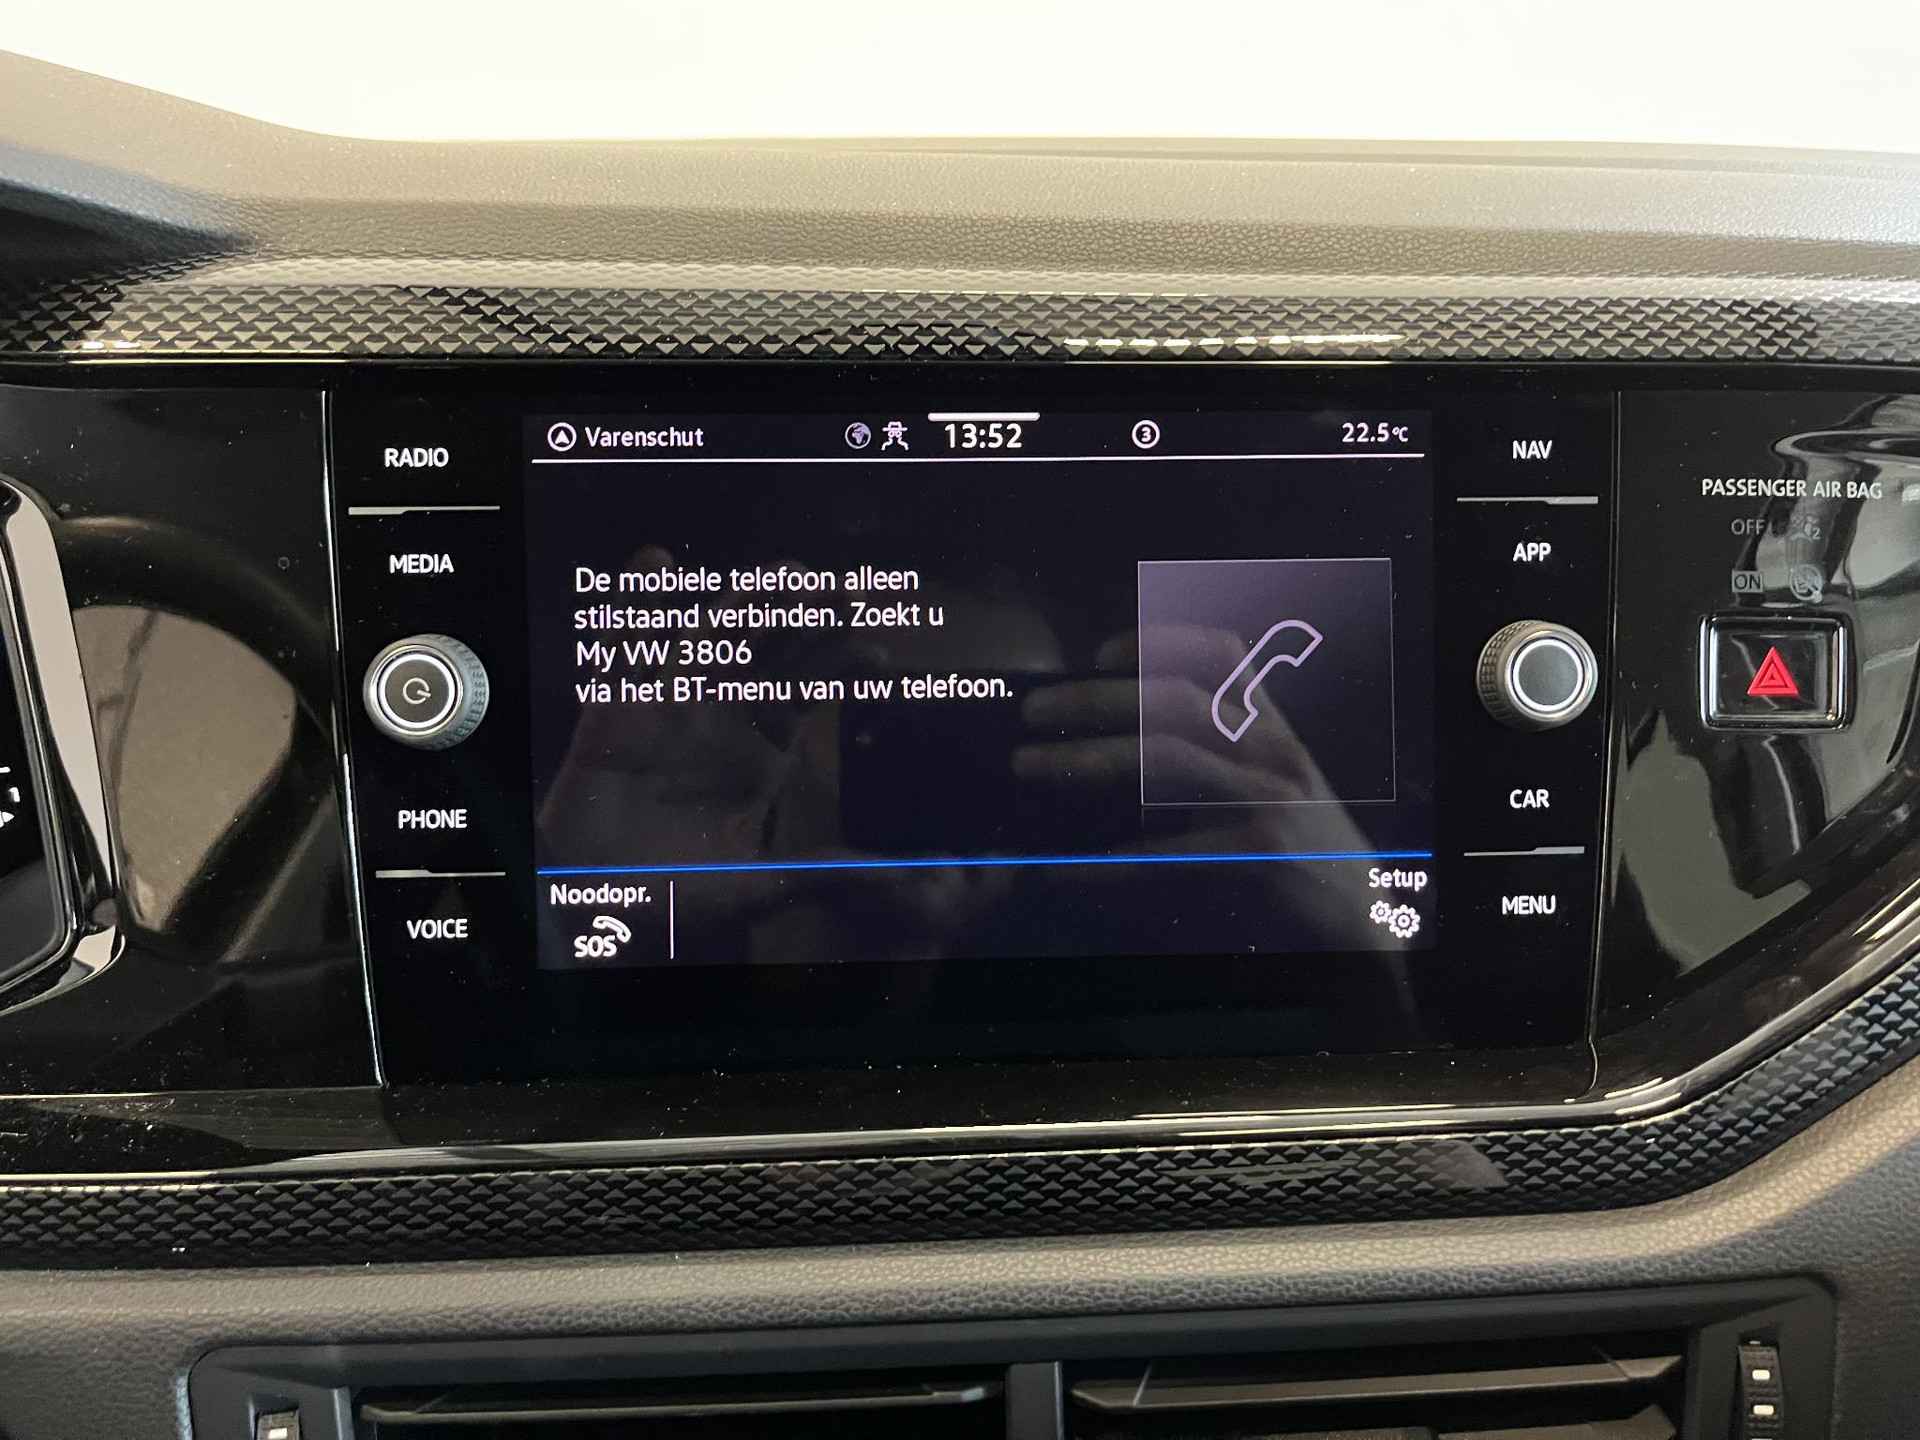 RADIO
MEDIA
PHONE
VOICE
Varenschut
13:52
3
22.5°C
De mobiele telefoon alleen
stilstaand verbinden. Zoekt u
My VW 3806
via het BT-menu van uw telefoon.
Noodopr.
SOS
Setup
NAV
APP
CAR
MENU
PASSENGER AIR BAG
OFF
ON